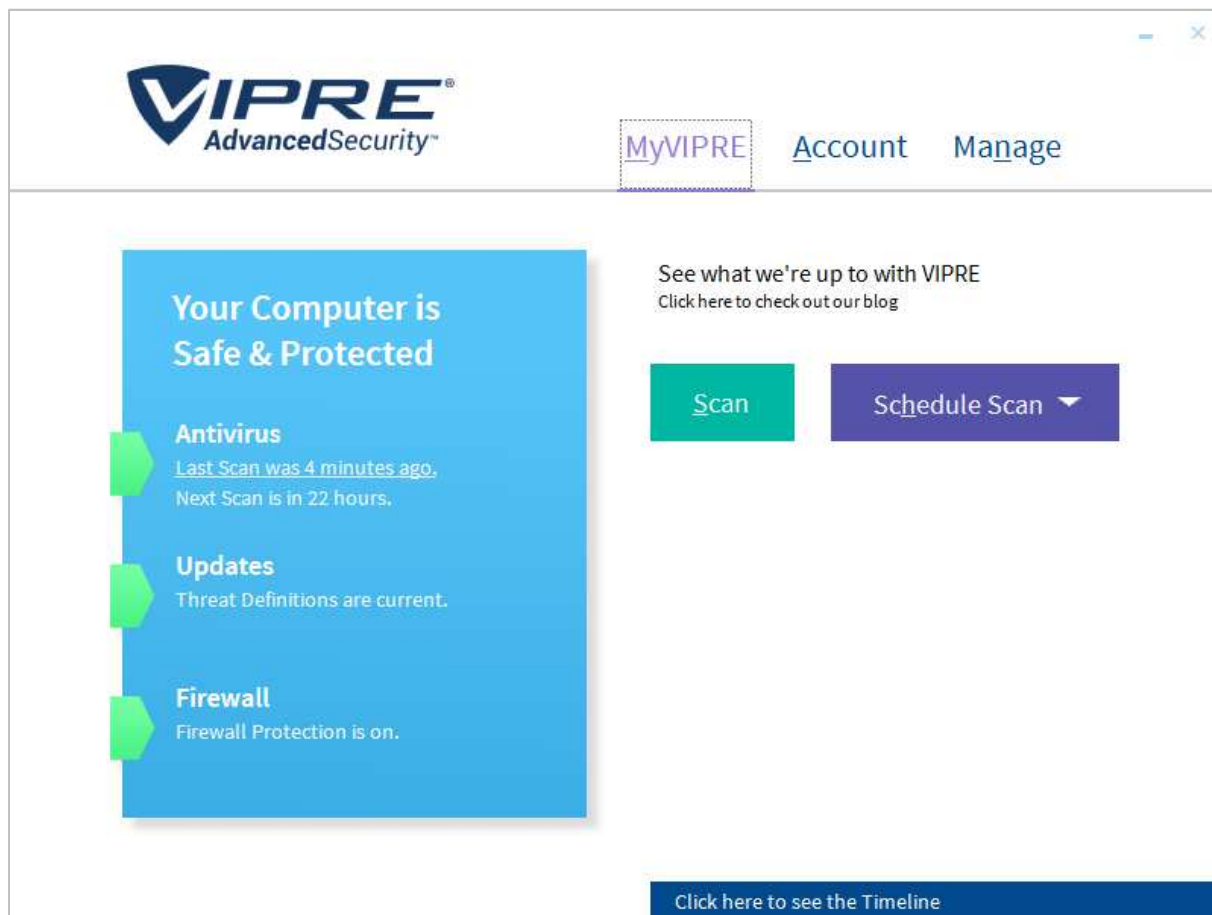 VIPRE®
AdvancedSecurity™
MyVIPRE Account Manage
Your Computer is
Safe & Protected
Antivirus
Last Scan was 4 minutes ago.
Next Scan is in 22 hours.
Updates
Threat Definitions are current.
Firewall
Firewall Protection is on.
See what we're up to with VIPRE
Click here to check out our blog
Scan Schedule Scan
Click here to see the Timeline